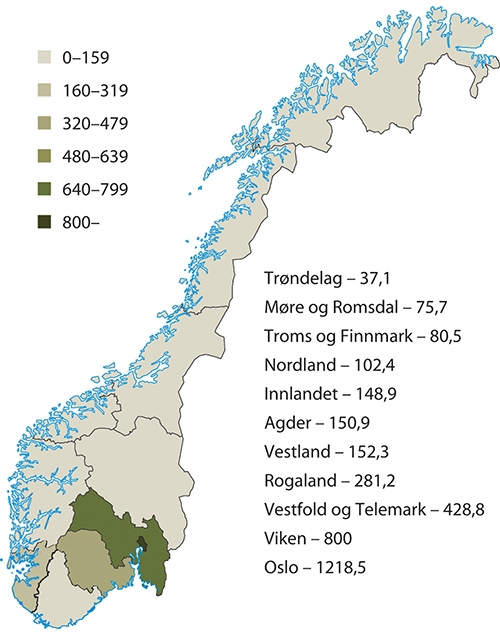 0–159
160–319
320–479
480–639
640–799
800–
Trøndelag – 37,1
Møre og Romsdal – 75,7
Troms og Finnmark – 80,5
Nordland – 102,4
Innlandet – 148,9
Agder – 150,9
Vestland – 152,3
Rogaland – 281,2
Vestfold og Telemark – 428,8
Viken – 800
Oslo – 1218,5